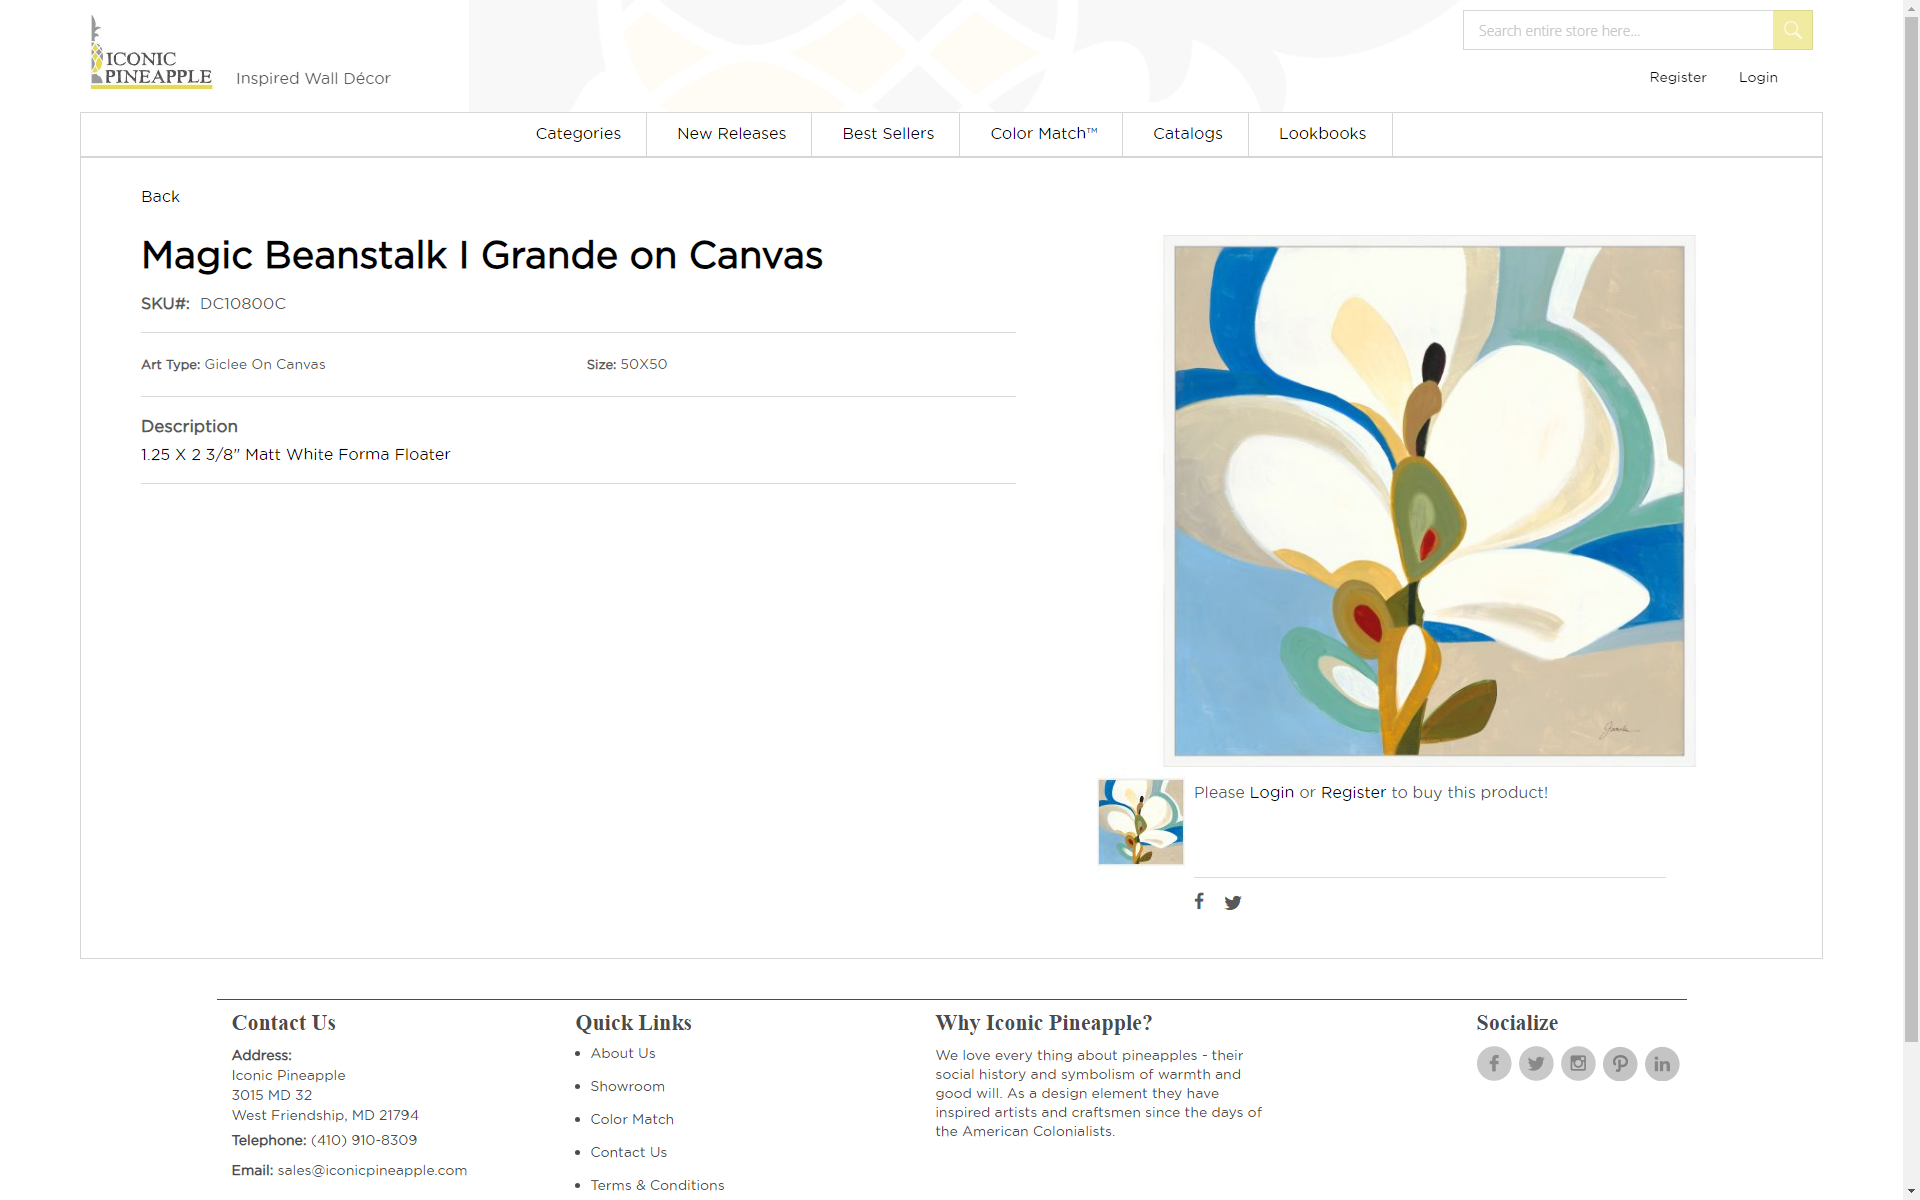 ICONIC
PINEAPPLE
Inspired Wall Décor
Search entire store here...
Register
Login
Categories
New Releases
Best Sellers
Color Match™
Catalogs
Lookbooks
Back
Magic Beanstalk I Grande on Canvas
SKU#: DC10800C
Art Type: Giclee On Canvas
Size: 50X50
Description
1.25 X 2 3/8" Matt White Forma Floater
Please Login or Register to buy this product!
Contact Us
Address:
Iconic Pineapple
3015 MD 32
West Friendship, MD 21794
Telephone: (410) 910-8309
Email: sales@iconicpineapple.com
Quick Links
About Us
Showroom
Color Match
Contact Us
Terms & Conditions
Why Iconic Pineapple?
We love every thing about pineapples - their
social history and symbolism of warmth and
good will. As a design element they have
inspired artists and craftsmen since the days of
the American Colonialists.
Socialize